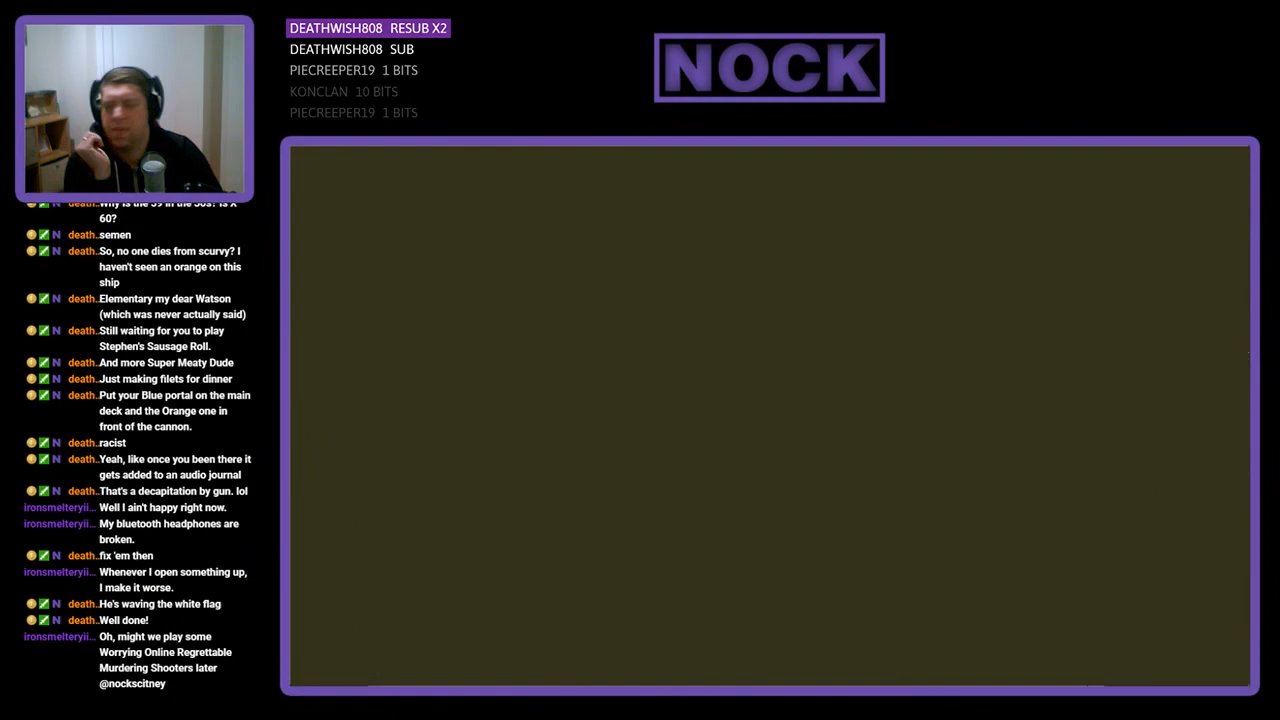 DEATHWISH808 RESUB X2
DEATHWISH808 SUB
PIECREEPER19 1 BITS
KONCLAN 10 BITS
PIECREEPER19 1 BITS
NOCK
60?
death.. semen
death.. So, no one dies from scurvy? I
haven't seen an orange on this
ship
death.. Elementary my dear Watson
(which was never actually said)
death.. Still waiting for you to play
Stephen's Sausage Roll.
death.. And more Super Meaty Dude
death.. Just making filets for dinner
death.. Put your Blue portal on the main
deck and the Orange one in
front of the cannon.
death.. racist
death.. Yeah, like once you been there it
gets added to an audio journal
death.. That's a decapitation by gun. lol
ironsmelteryii... Well I ain't happy right now.
ironsmelteryii... My bluetooth headphones are
broken.
death.. fix 'em then
ironsmelteryii... Whenever I open something up,
I make it worse.
death.. He's waving the white flag
death.. Well done!
ironsmelteryii... Oh, might we play some
Worrying Online Regrettable
Murdering Shooters later
@nockscitney